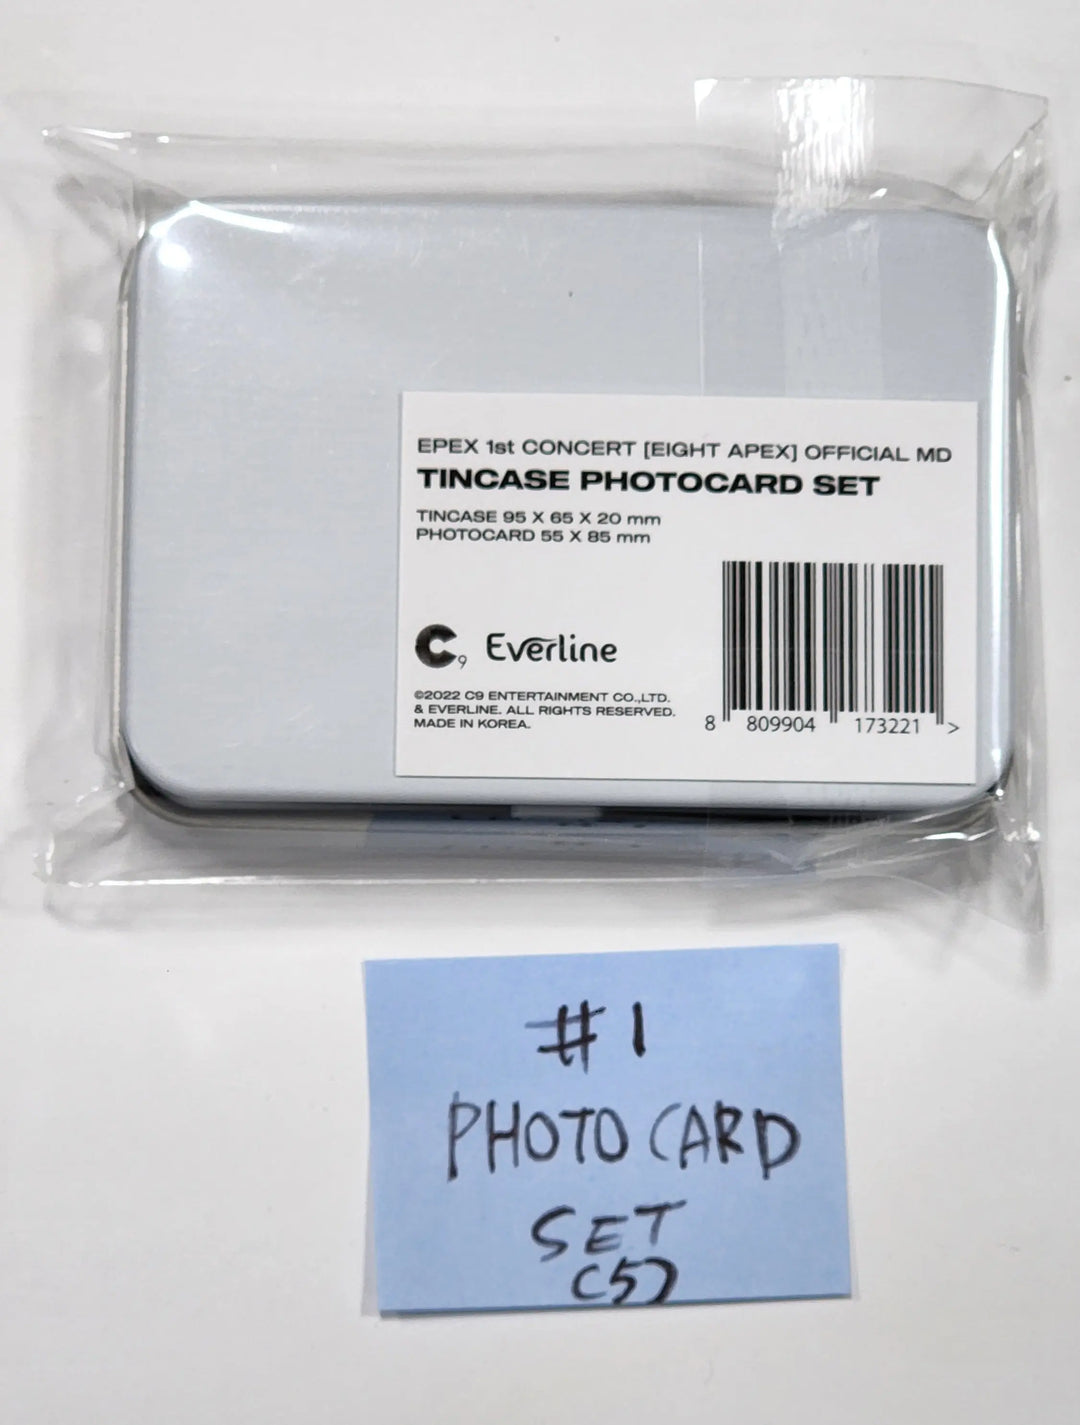 EPEX 1st CONCERT [EIGHT APEX] OFFICIAL MD
TINCASE PHOTOCARD SET
TINCASE 95 X 65 X 20 mm
PHOTOCARD 55 X 85 mm
C9 Everline
©2022 C9 ENTERTAINMENT CO.,LTD.
& EVERLINE. ALL RIGHTS RESERVED.
MADE IN KOREA.
8 809904 173221 >
#1
PHOTO CARD
SET
(5)